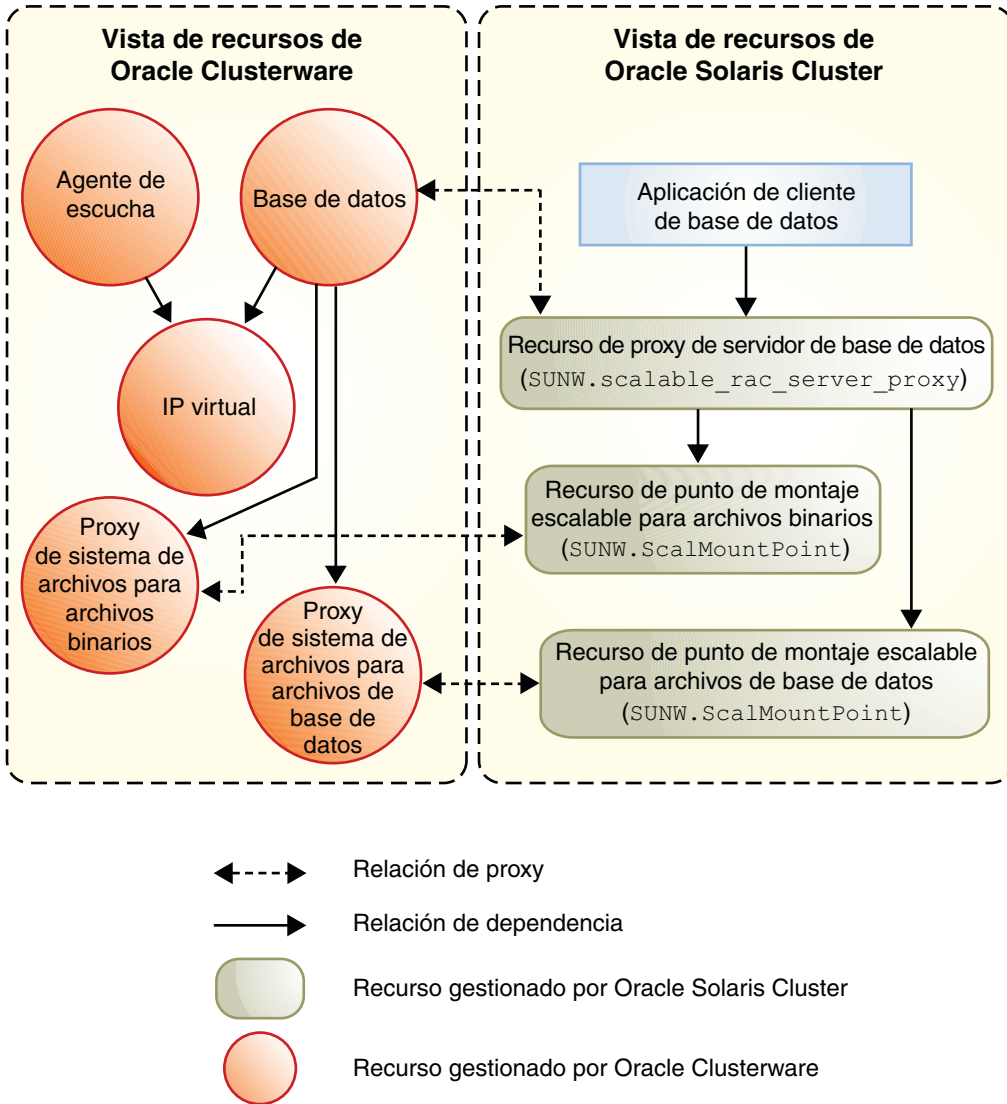 Vista de recursos de
Oracle Clusterware
Agente de
escucha
Base de datos
IP virtual
Proxy
de sistema de
archivos para
archivos
binarios
Proxy
de sistema de
archivos para
archivos de
base de
datos
Vista de recursos de
Oracle Solaris Cluster
Aplicación de cliente
de base de datos
Recurso de proxy de servidor de base de datos
(SUNW.scalable_rac_server_proxy)
Recurso de punto de montaje
escalable para archivos binarios
(SUNW.ScalMountPoint)
Recurso de punto de montaje escalable
para archivos de base de datos
(SUNW.ScalMountPoint)
Relación de proxy
Relación de dependencia
Recurso gestionado por Oracle Solaris Cluster
Recurso gestionado por Oracle Clusterware